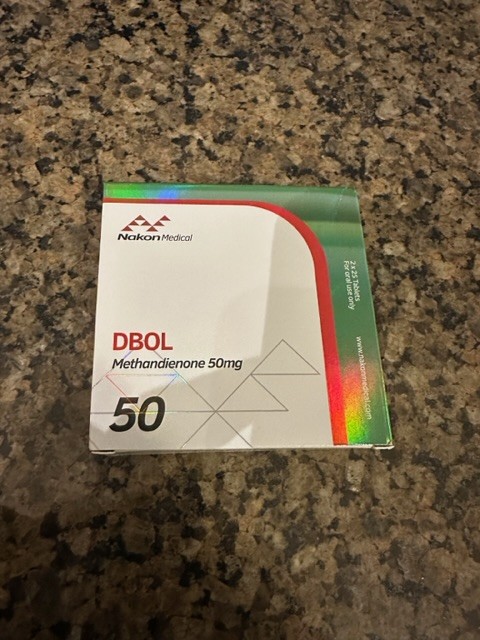 Nakon Medical
DBOL
Methandienone 50mg
50
2 x 25 Tablets
For oral use only
www.nakonmedical.com